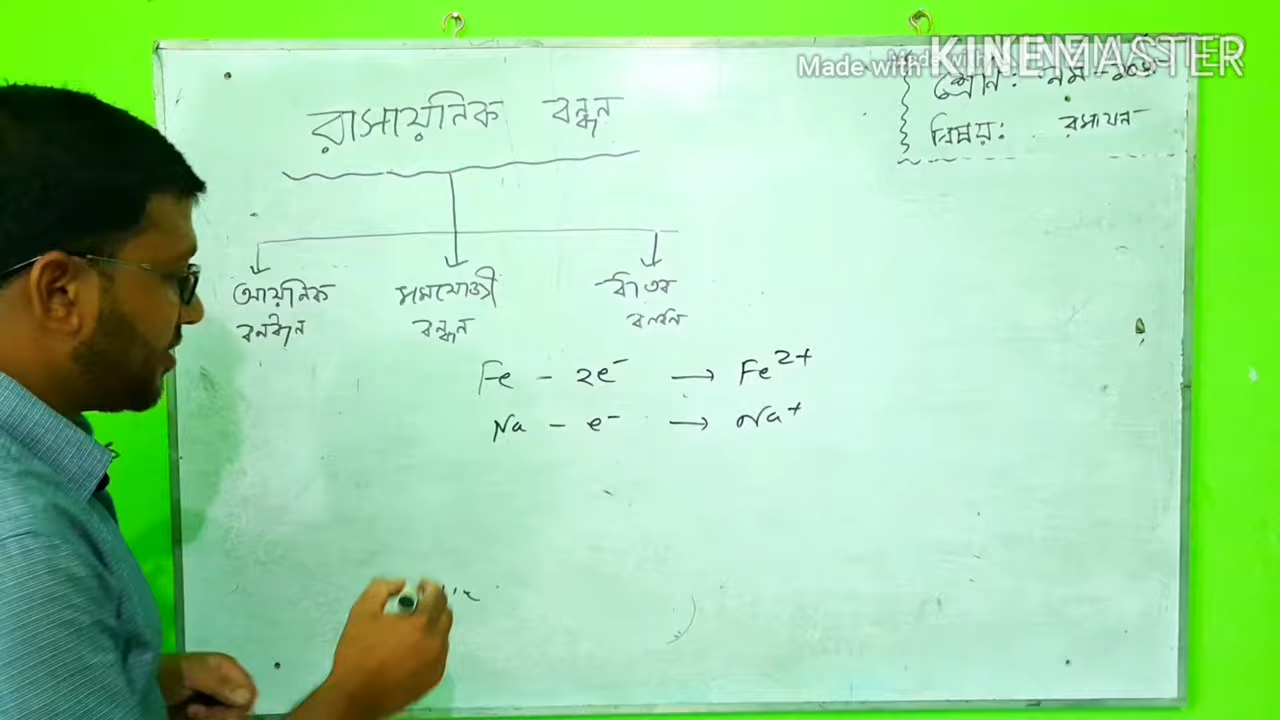 Made with KINEMASTER
শ্রেণি: নবম - ১০ম
বিষয়: রসায়ন
রাসায়নিক বন্ধন
আয়নিক সমযোজী ধাতব
বন্ধন বন্ধন বন্ধন
Fe - 2e⁻ → Fe²⁺
Na - e⁻ → Na⁺